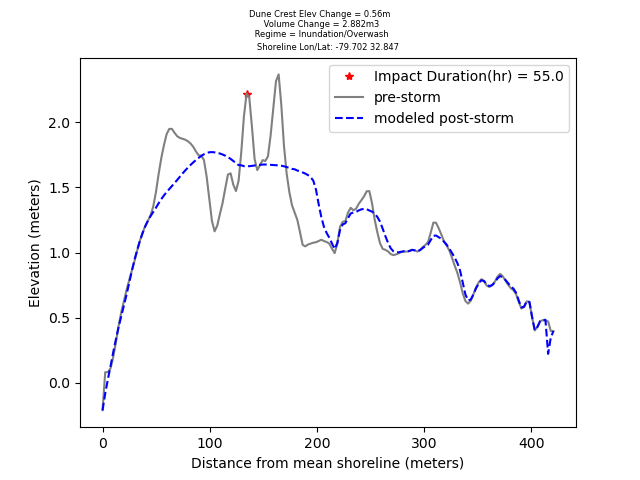 Dune Crest Elev Change = 0.56m
Volume Change = 2.882m3
Regime = Inundation/Overwash
Shoreline Lon/Lat: -79.702 32.847
Impact Duration(hr) = 55.0
pre-storm
modeled post-storm
Elevation (meters)
2.0
1.5
1.0
0.5
0.0
0 100 200 300 400
Distance from mean shoreline (meters)